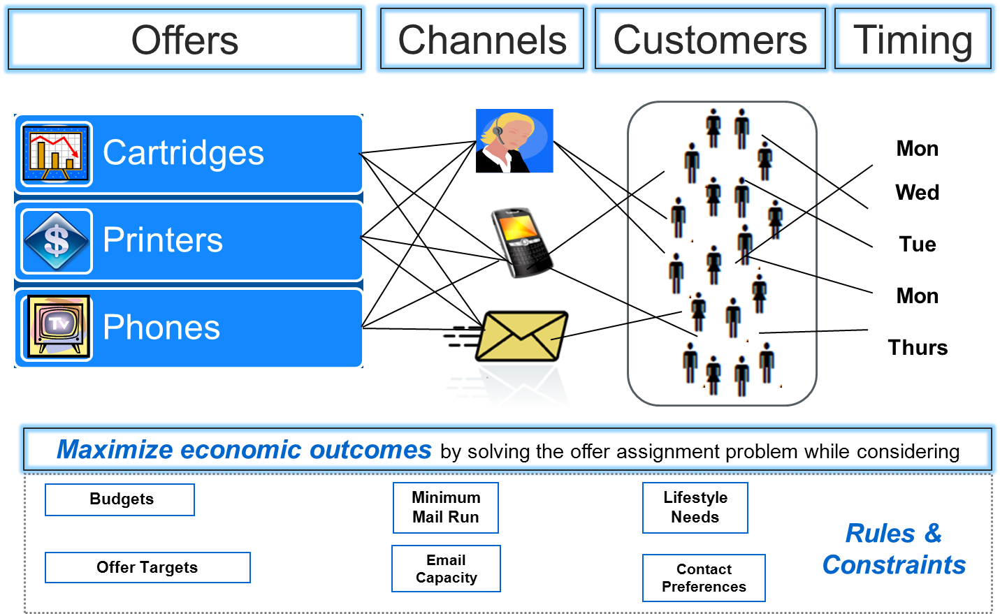 Offers
Channels
Customers
Timing
Cartridges
Printers
Phones
$
TV
Mon
Wed
Tue
Mon
Thurs
Maximize economic outcomes by solving the offer assignment problem while considering
Budgets
Minimum
Mail Run
Lifestyle
Needs
Offer Targets
Email
Capacity
Contact
Preferences
Rules &
Constraints